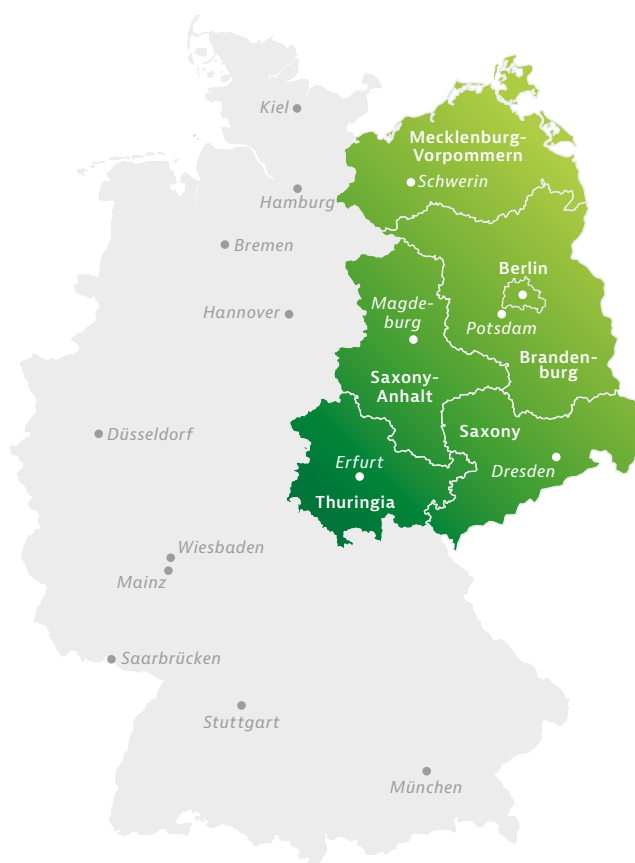 Kiel
Mecklenburg-
Vorpommern
Schwerin
Hamburg
Bremen
Berlin
Magde-
burg
Hannover
Potsdam
Branden-
burg
Saxony-
Anhalt
Saxony
Düsseldorf
Erfurt
Dresden
Thuringia
Wiesbaden
Mainz
Saarbrücken
Stuttgart
München